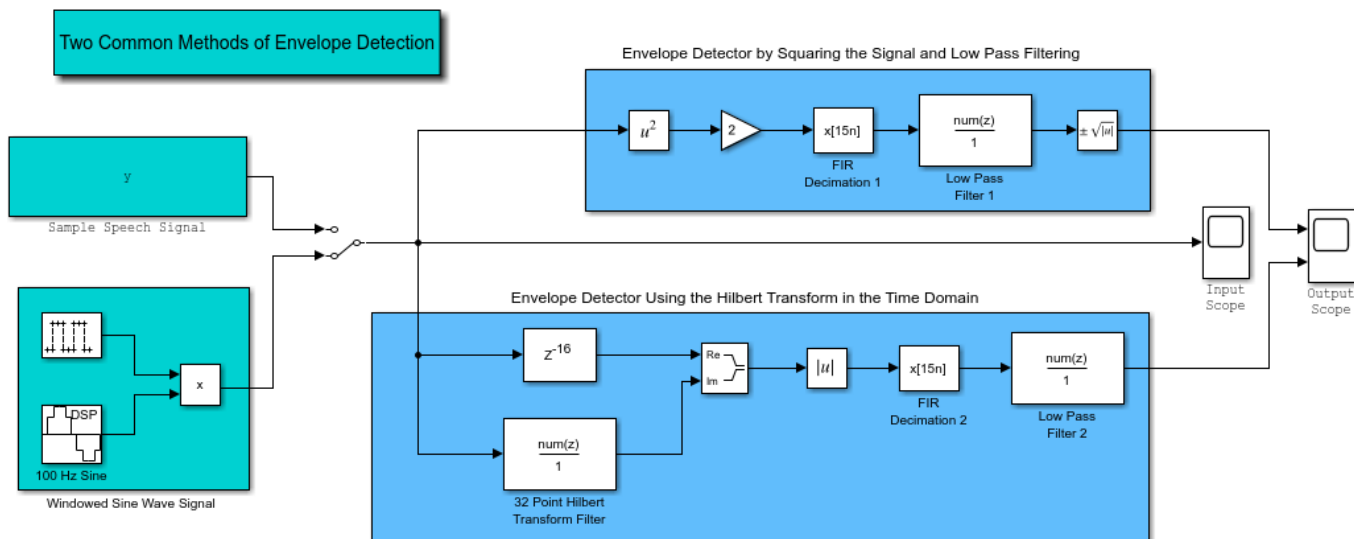 Two Common Methods of Envelope Detection
Envelope Detector by Squaring the Signal and Low Pass Filtering
u²
2
x[15n]
FIR
Decimation 1
num(z)
1
Low Pass
Filter 1
± √|u|
y
Sample Speech Signal
Input
Scope
Output
Scope
DSP
100 Hz Sine
x
Windowed Sine Wave Signal
Envelope Detector Using the Hilbert Transform in the Time Domain
Z⁻¹⁶
num(z)
1
32 Point Hilbert
Transform Filter
Re
Im
|u|
x[15n]
FIR
Decimation 2
num(z)
1
Low Pass
Filter 2